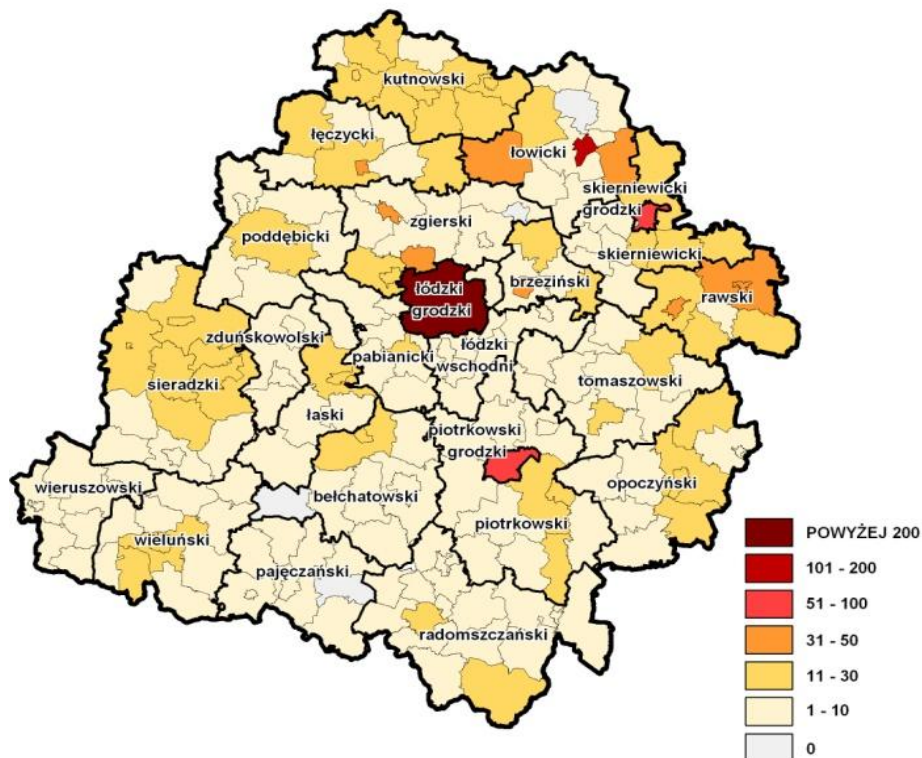 kutnowski
łęczycki
łowicki
skierniewicki
grodzki
zgierski
poddębicki
skierniewicki
brzeziński
rawski
łódzki
grodzki
zduńskowolski
łódzki
wschodni
pabianicki
sieradzki
tomaszowski
łaski
piotrkowski
grodzki
wieruszowski
bełchatowski
opoczyński
piotrkowski
wieluński
pajęczański
radomszczański
POWYŻEJ 200
101 - 200
51 - 100
31 - 50
11 - 30
1 - 10
0